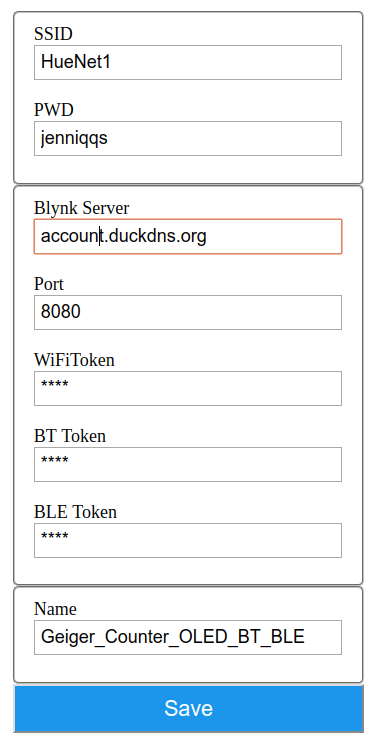 SSID
HueNet1
PWD
jenniqqs
Blynk Server
account.duckdns.org
Port
8080
WiFiToken
****
BT Token
****
BLE Token
****
Name
Geiger_Counter_OLED_BT_BLE
Save